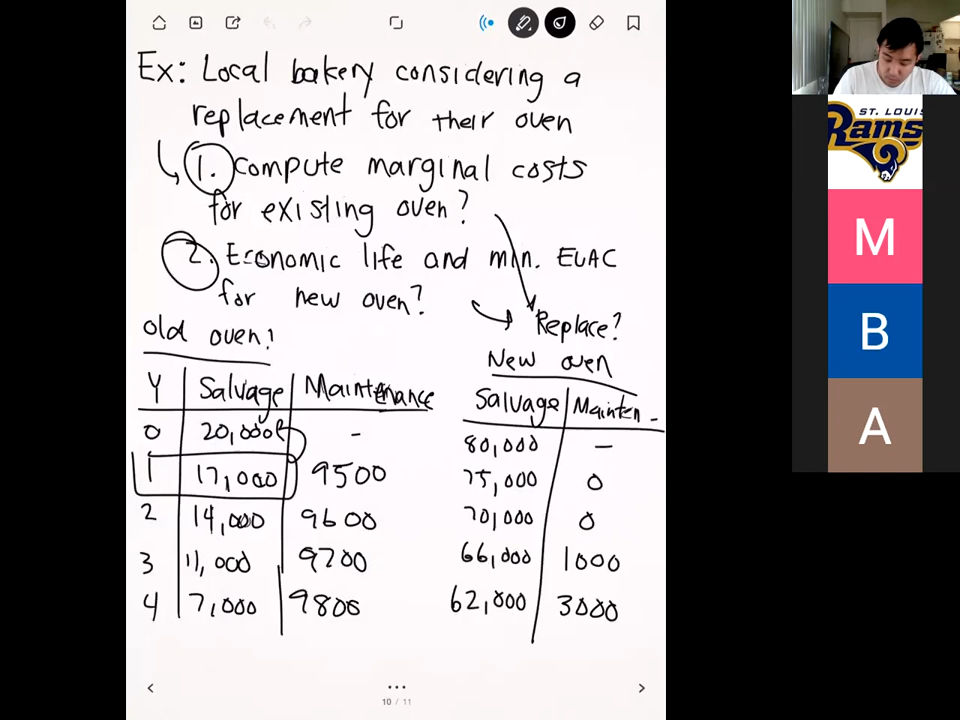 Ex: Local bakery considering a
replacement for their oven
1. Compute marginal costs
for existing oven?
2. Economic life and min. EUAC
for new oven?
Replace?
old oven:
Y Salvage Maintenance
0 20,000 -
1 17,000 9500
2 14,000 9600
3 11,000 9700
4 7,000 9800
New oven
Salvage Mainten -
80,000 -
75,000 0
70,000 0
66,000 1000
62,000 3000
10 / 11
ST. LOUIS
Rams
M
B
A